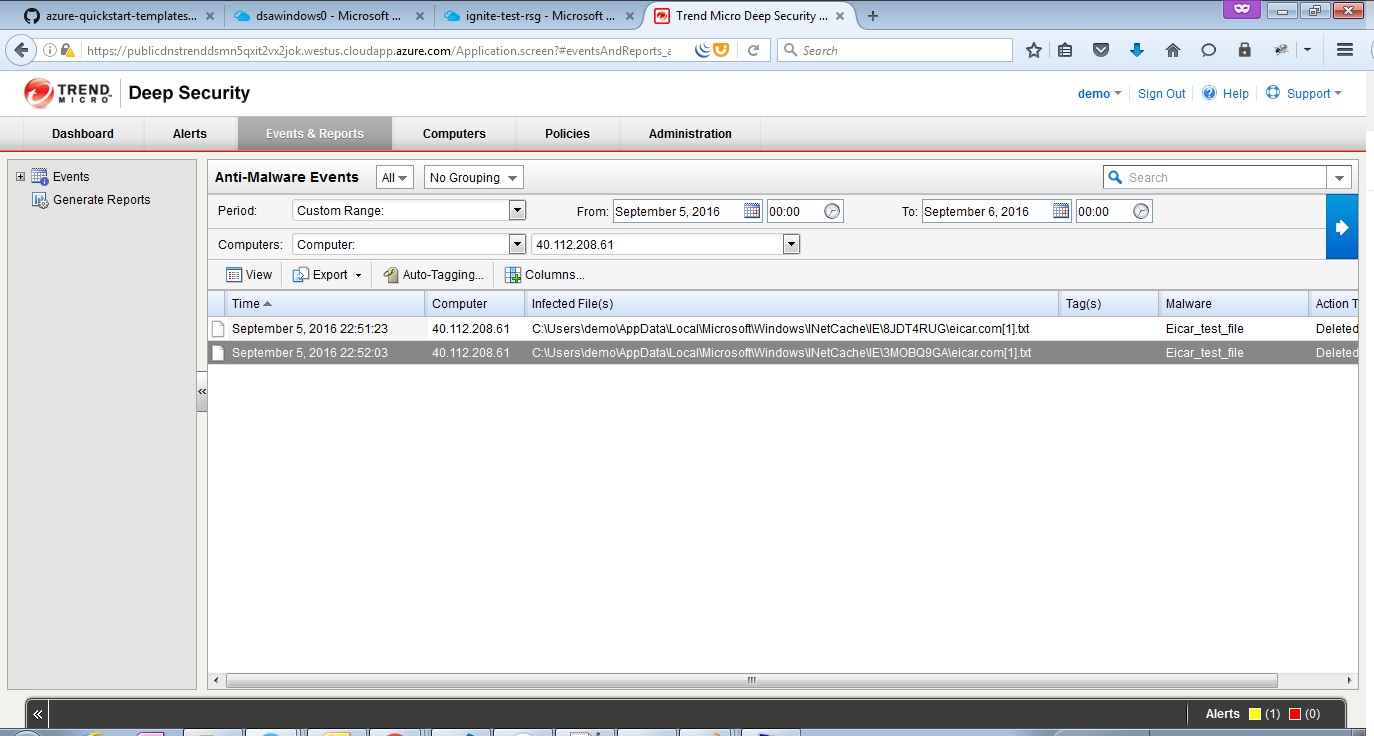 azure-quickstart-templates... dsawindows0 - Microsoft ... ignite-test-rsg - Microsoft ... Trend Micro Deep Security ...
https://publicdnstrenddsmn5qxit2vx2jok.westus.cloudapp.azure.com/Application.screen?#eventsAndReports_a Search
TREND MICRO Deep Security demo Sign Out Help Support
Dashboard Alerts Events & Reports Computers Policies Administration
Events
Generate Reports
Anti-Malware Events All No Grouping Search
Period: Custom Range: From: September 5, 2016 00:00 To: September 6, 2016 00:00
Computers: Computer: 40.112.208.61
View Export Auto-Tagging... Columns...
Time Computer Infected File(s) Tag(s) Malware Action T
September 5, 2016 22:51:23 40.112.208.61 C:\Users\demo\AppData\Local\Microsoft\Windows\INetCache\IE\8JDT4RUG\eicar.com[1].txt Eicar_test_file Deleted
September 5, 2016 22:52:03 40.112.208.61 C:\Users\demo\AppData\Local\Microsoft\Windows\INetCache\IE\3MOBQ9GA\eicar.com[1].txt Eicar_test_file Deleted
Alerts (1) (0)